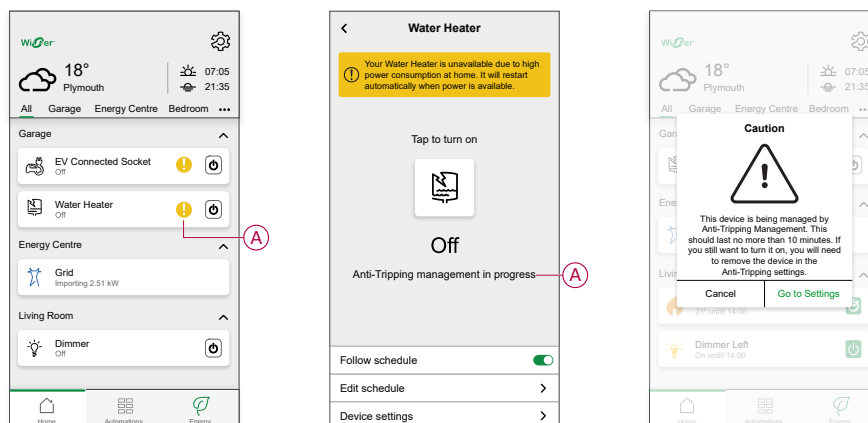 Wiser
18°
Plymouth
07:05
21:35
All Garage Energy Centre Bedroom •••
Garage
EV Connected Socket
Off
Water Heater
Off
A
Energy Centre
Grid
Importing 2.51 kW
Living Room
Dimmer
Off
Home Automations Energy
Water Heater
Your Water Heater is unavailable due to high
power consumption at home. It will restart
automatically when power is available.
Tap to turn on
Off
Anti-Tripping management in progress
A
Follow schedule
Edit schedule
Device settings
Wiser
18°
Plymouth
07:05
21:35
All Garage Energy Centre Bedroom
Caution
This device is being managed by
Anti-Tripping Management. This
should last no more than 10 minutes. If
you still want to turn it on, you will need
to remove the device in the
Anti-Tripping settings.
Cancel Go to Settings
21° until 14:00
Dimmer Left
On until 14:00
Home Automations Energy